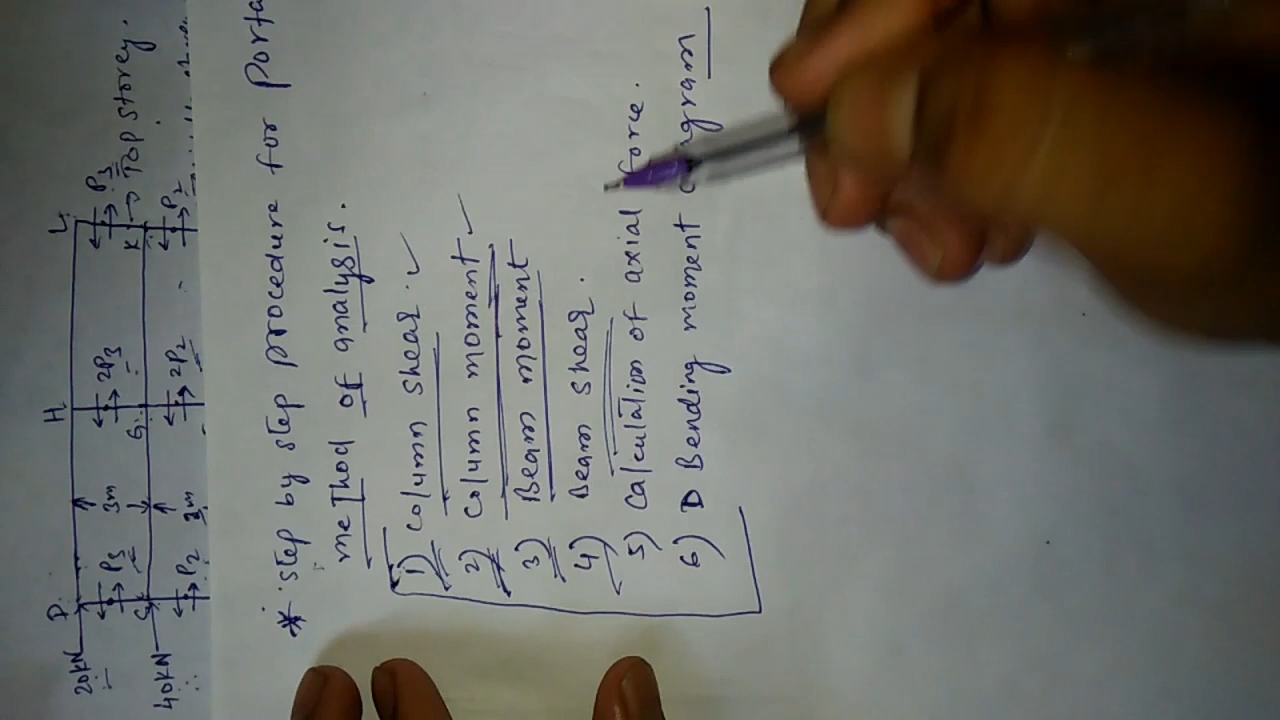 D H L
20KN
P3 2P3 P3
3m
→ Top storey.
C G K
40KN
P2 2P2 P2
3m
* step by step procedure for Porta
method of analysis.
1) column shear. ✓
2) column moment ✓
3) Beam moment
4) Beam shear.
5) Calculation of axial force.
6) D Bending moment